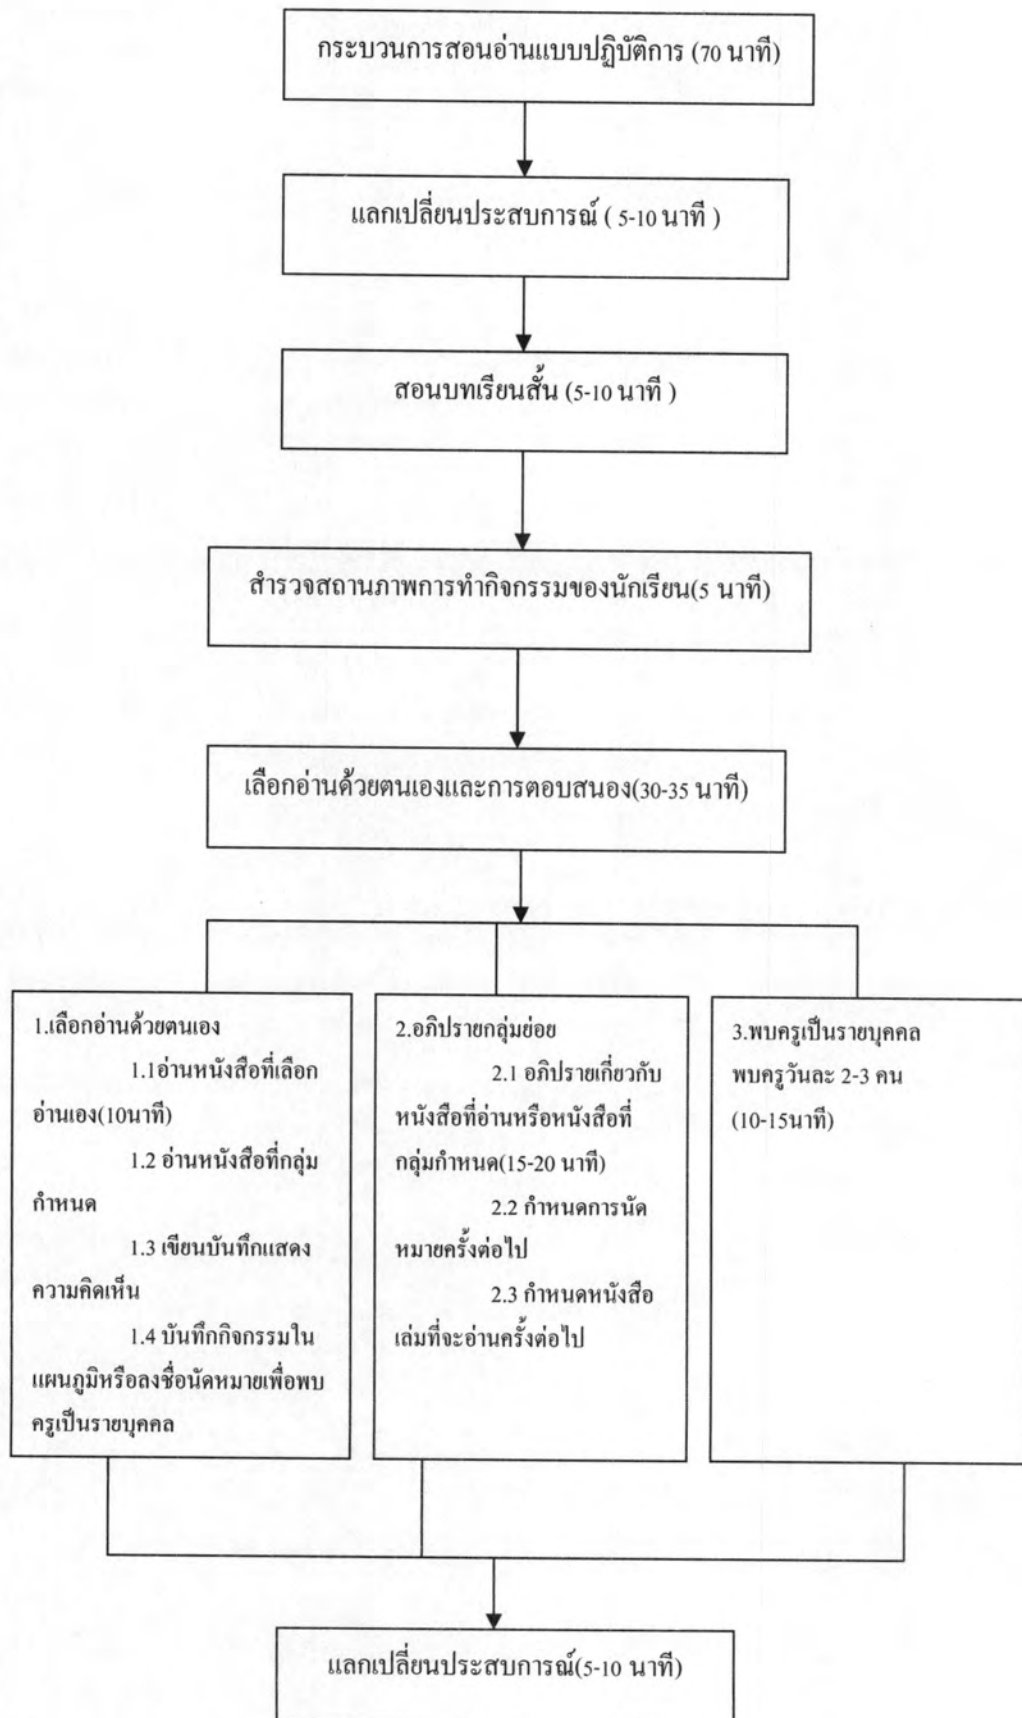 กระบวนการสอนอ่านแบบปฏิบัติการ (70 นาที)
แลกเปลี่ยนประสบการณ์ ( 5-10 นาที )
สอนบทเรียนสั้น (5-10 นาที )
สำรวจสถานภาพการทำกิจกรรมของนักเรียน(5 นาที)
เลือกอ่านด้วยตนเองและการตอบสนอง(30-35 นาที)
1.เลือกอ่านด้วยตนเอง
1.1อ่านหนังสือที่เลือก
อ่านเอง(10นาที)
1.2 อ่านหนังสือที่กลุ่ม
กำหนด
1.3 เขียนบันทึกแสดง
ความคิดเห็น
1.4 บันทึกกิจกรรมใน
แผนภูมิหรือลงชื่อนัดหมายเพื่อพบ
ครูเป็นรายบุคคล
2.อภิปรายกลุ่มย่อย
2.1 อภิปรายเกี่ยวกับ
หนังสือที่อ่านหรือหนังสือที่
กลุ่มกำหนด(15-20 นาที)
2.2 กำหนดการนัด
หมายครั้งต่อไป
2.3 กำหนดหนังสือ
เล่มที่จะอ่านครั้งต่อไป
3.พบครูเป็นรายบุคคล
พบครูวันละ 2-3 คน
(10-15นาที)
แลกเปลี่ยนประสบการณ์(5-10 นาที)